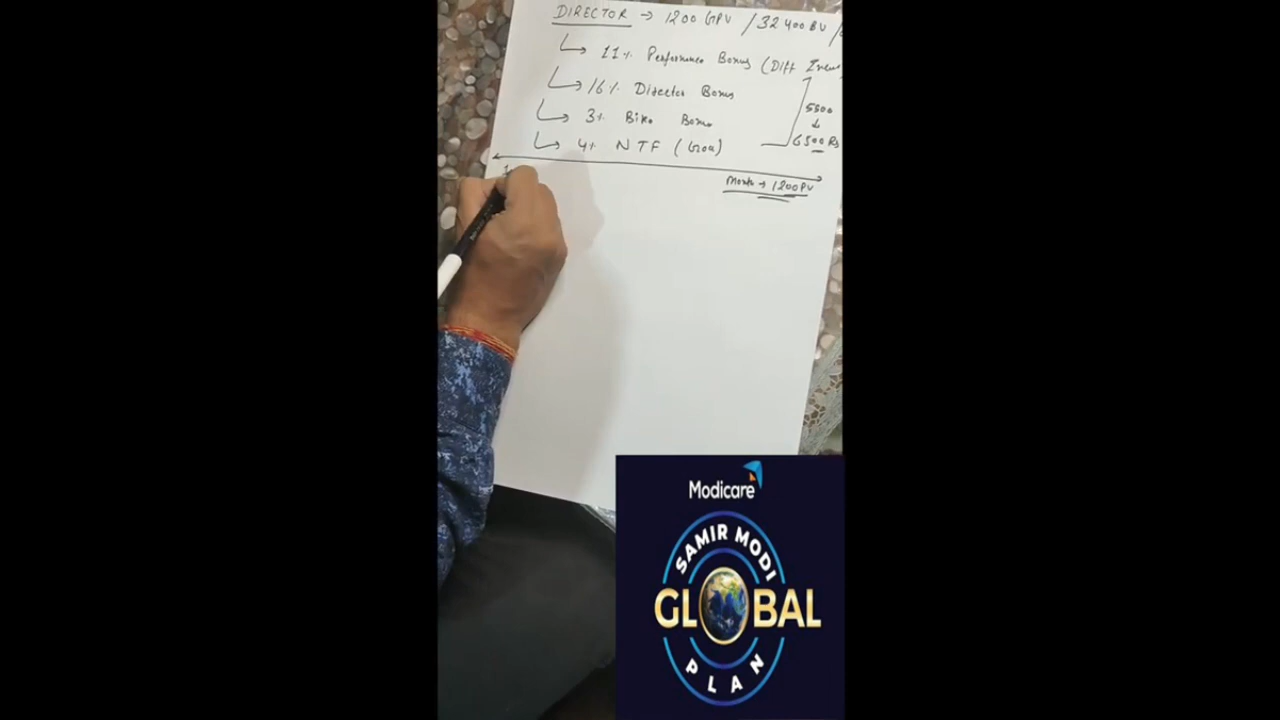 DIRECTOR → 1200 GPV / 32400 BV /
11% Performance Bonus (Diff
16% Director Bonus
5500
3% Bike Bonus
↓
6500 Rs
4% NTF (Goa)
Month → 1200 PV
Modicare
SAMIR MODI
GLOBAL
PLAN